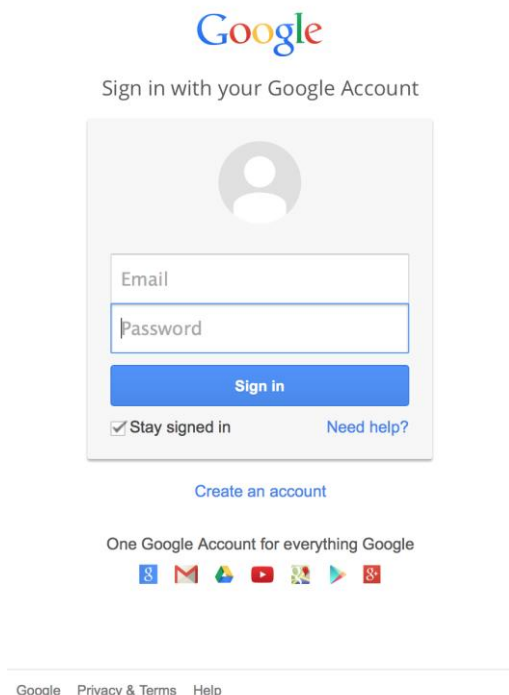 Google
Sign in with your Google Account
Email
Password
Sign in
Stay signed in Need help?
Create an account
One Google Account for everything Google
Google Privacy & Terms Help